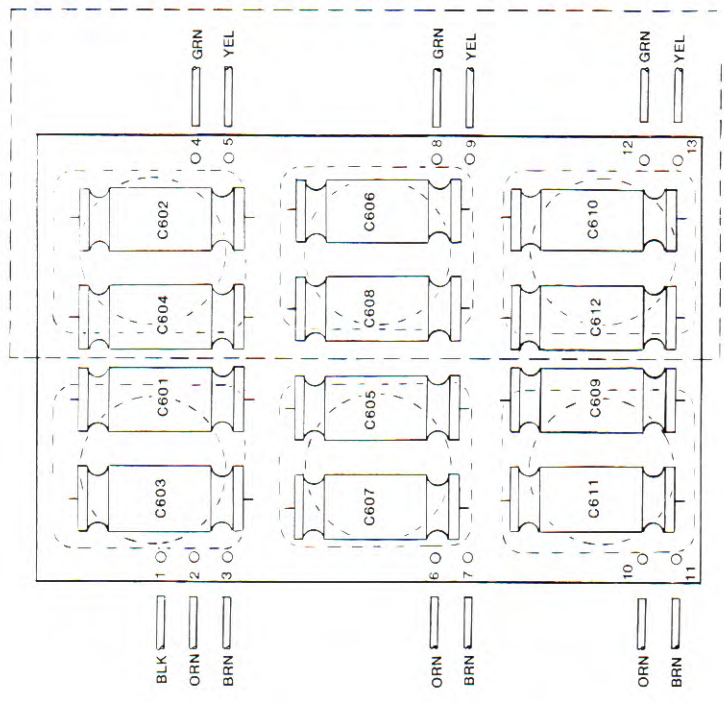 GRN
YEL
GRN
YEL
GRN
YEL
4
5
8
9
12
13
C602
C606
C610
C604
C608
C612
C601
C605
C609
C603
C607
C611
1
2
3
6
7
10
11
BLK
ORN
BRN
ORN
BRN
ORN
BRN